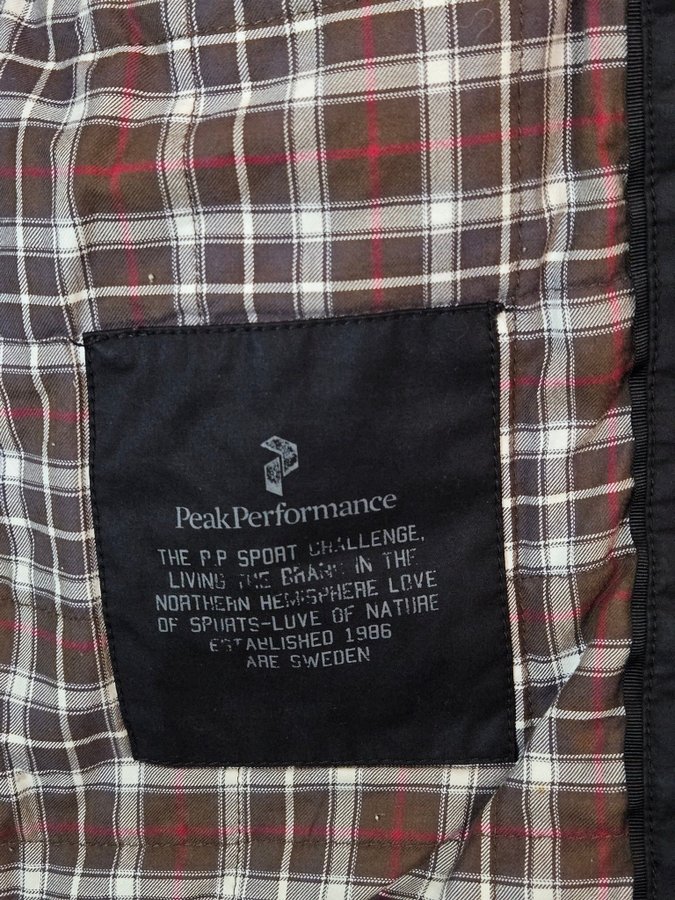 PeakPerformance
THE P.P SPORT CHALLENGE,
LIVING THE BRAND IN THE
NORTHERN HEMISPHERE LOVE
OF SPORTS-LOVE OF NATURE
ESTABLISHED 1986
ARE SWEDEN